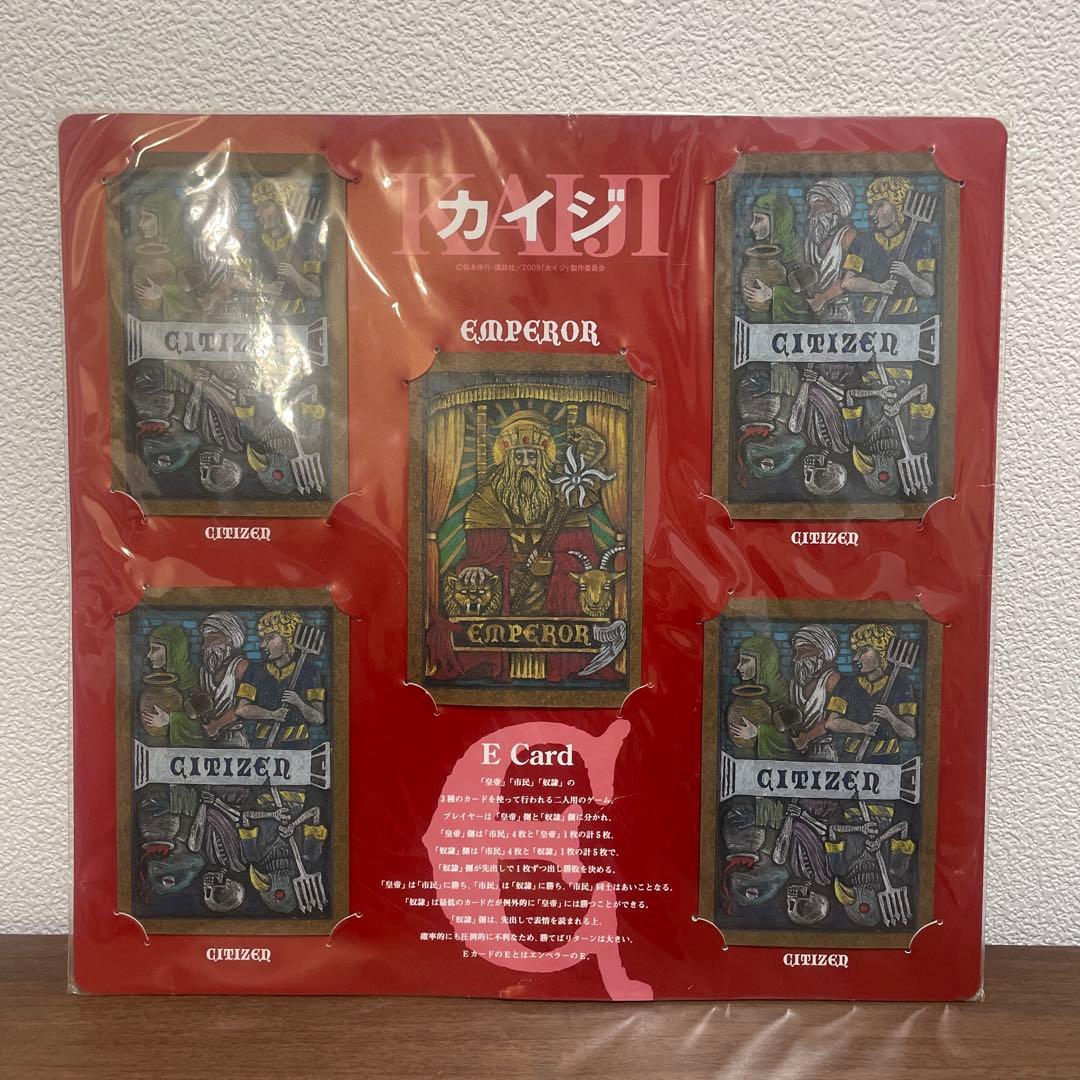 KAIJI
カイジ
©福本伸行・講談社/2009「カイジ」製作委員会
EMPEROR
CITIZEN
CITIZEN
EMPEROR
CITIZEN
CITIZEN
CITIZEN
CITIZEN
E Card
「皇帝」「市民」「奴隷」の
3種のカードを使って行われる二人用のゲーム。
プレイヤーは「皇帝」側と「奴隷」側に分かれ、
「皇帝」側は「市民」4枚と「皇帝」1枚の計5枚、
「奴隷」側は「市民」4枚と「奴隷」1枚の計5枚で、
「奴隷」側が先出しで1枚ずつ出し勝敗を決める。
「皇帝」は「市民」に勝ち、「市民」は「奴隷」に勝ち、「市民」同士はあいことなる。
「奴隷」は最低のカードだが例外的に「皇帝」には勝つことができる。
「奴隷」側は、先出しで表情を読まれる上、
確率的にも圧倒的に不利なため、勝てばリターンは大きい。
EカードのEとはエンペラーのE。
CITIZEN
CITIZEN